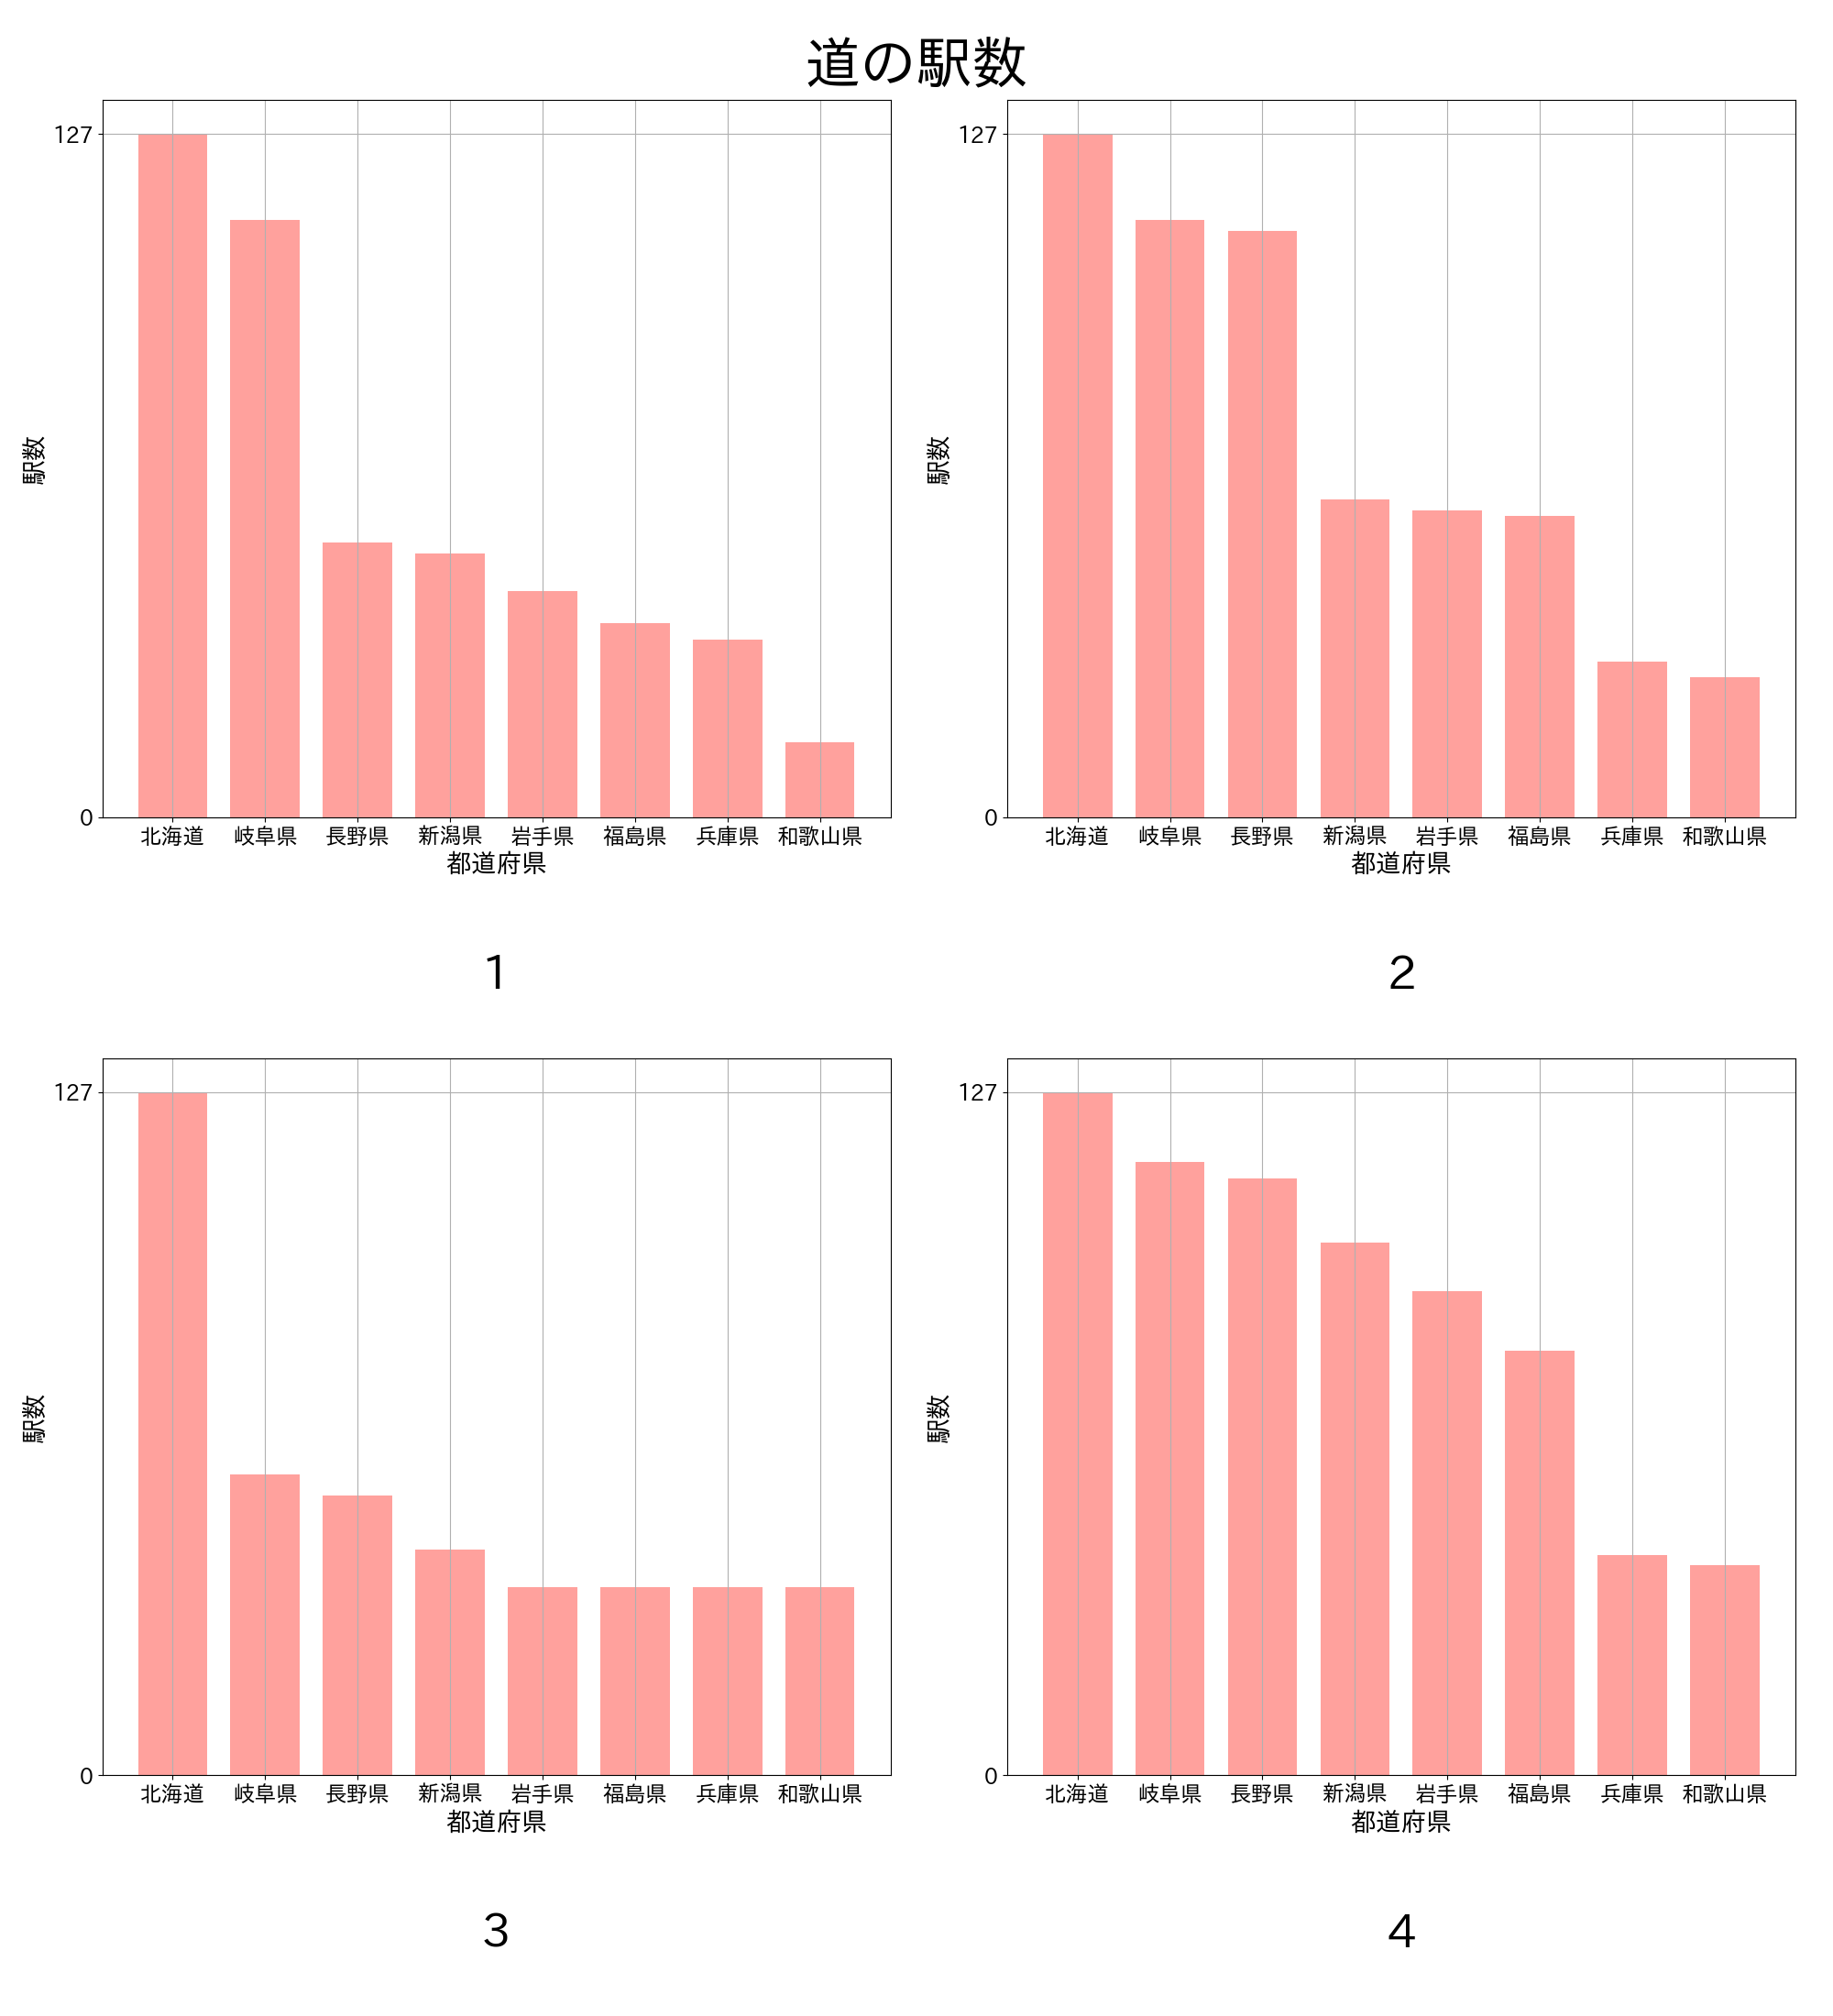 道の駅数
127
駅数
0
北海道 岐阜県 長野県 新潟県 岩手県 福島県 兵庫県 和歌山県
都道府県
1
127
駅数
0
北海道 岐阜県 長野県 新潟県 岩手県 福島県 兵庫県 和歌山県
都道府県
2
127
駅数
0
北海道 岐阜県 長野県 新潟県 岩手県 福島県 兵庫県 和歌山県
都道府県
3
127
駅数
0
北海道 岐阜県 長野県 新潟県 岩手県 福島県 兵庫県 和歌山県
都道府県
4